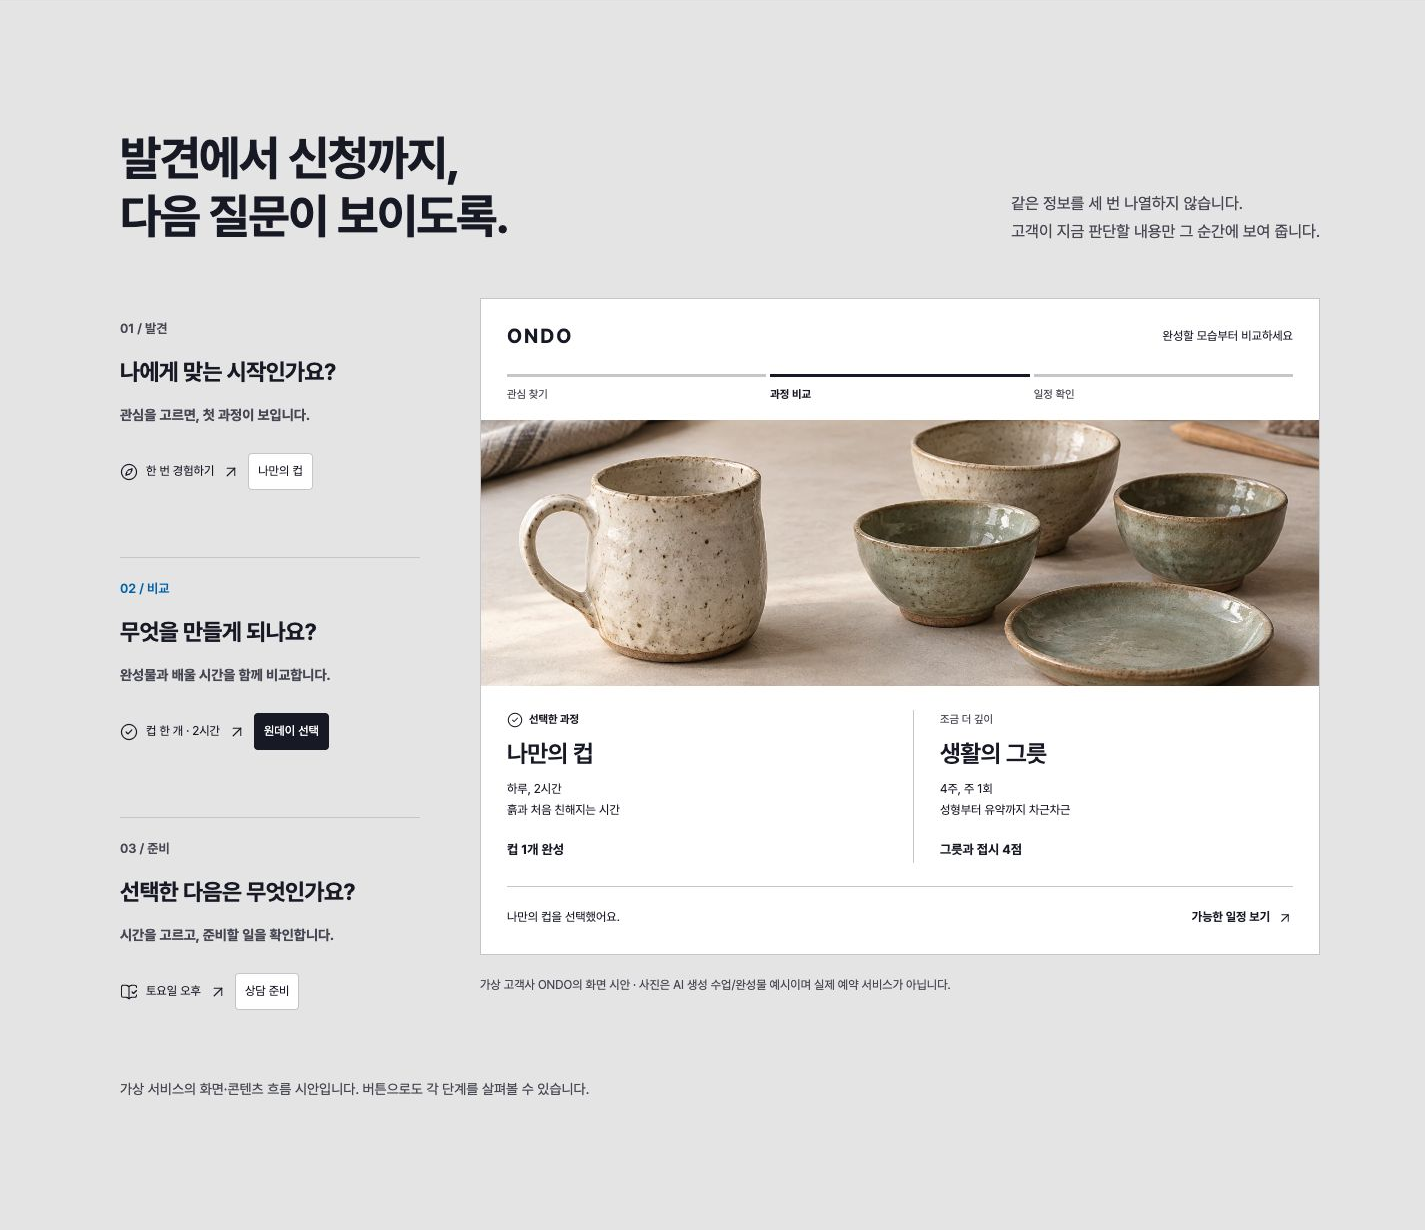 발견에서 신청까지,
다음 질문이 보이도록.
같은 정보를 세 번 나열하지 않습니다.
고객이 지금 판단할 내용만 그 순간에 보여 줍니다.
01 / 발견
나에게 맞는 시작인가요?
관심을 고르면, 첫 과정이 보입니다.
한 번 경험하기
나만의 컵
02 / 비교
무엇을 만들게 되나요?
완성물과 배울 시간을 함께 비교합니다.
컵 한 개 · 2시간
원데이 선택
03 / 준비
선택한 다음은 무엇인가요?
시간을 고르고, 준비할 일을 확인합니다.
토요일 오후
상담 준비
ONDO
완성할 모습부터 비교하세요
관심 찾기
과정 비교
일정 확인
선택한 과정
나만의 컵
하루, 2시간
흙과 처음 친해지는 시간
컵 1개 완성
조금 더 깊이
생활의 그릇
4주, 주 1회
성형부터 유약까지 차근차근
그릇과 접시 4점
나만의 컵을 선택했어요.
가능한 일정 보기
가상 고객사 ONDO의 화면 시안 · 사진은 AI 생성 수업/완성물 예시이며 실제 예약 서비스가 아닙니다.
가상 서비스의 화면·콘텐츠 흐름 시안입니다. 버튼으로도 각 단계를 살펴볼 수 있습니다.